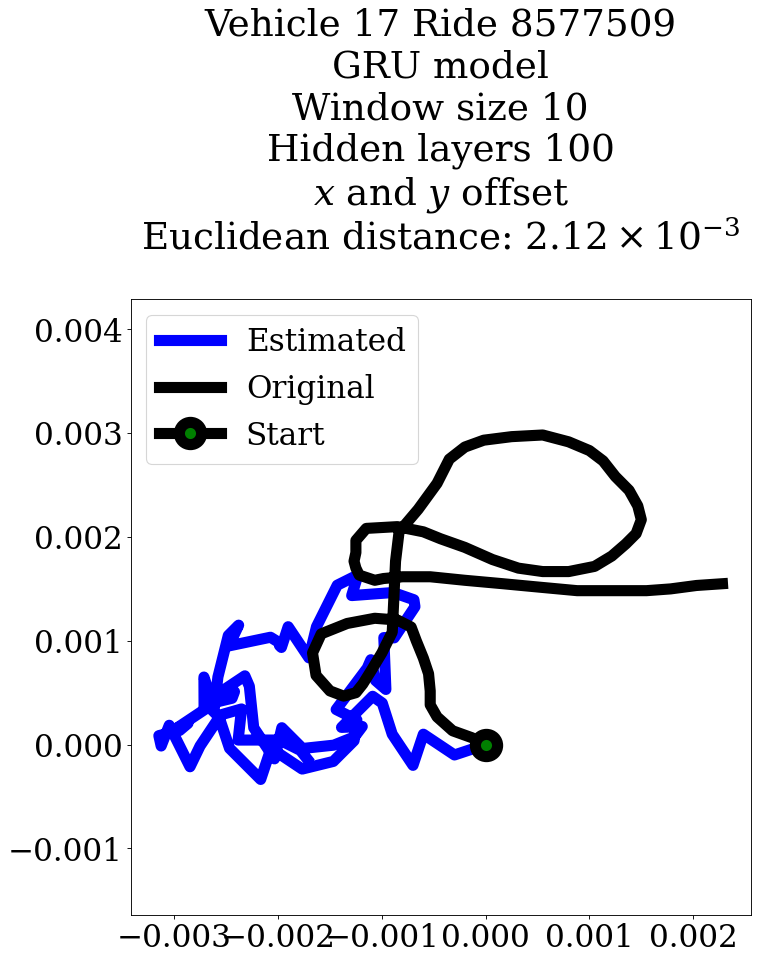 Vehicle 17 Ride 8577509
GRU model
Window size 10
Hidden layers 100
x and y offset
Euclidean distance: 2.12 × 10⁻³
Estimated
Original
Start
0.004
0.003
0.002
0.001
0.000
−0.001
−0.003 −0.002 −0.001 0.000 0.001 0.002